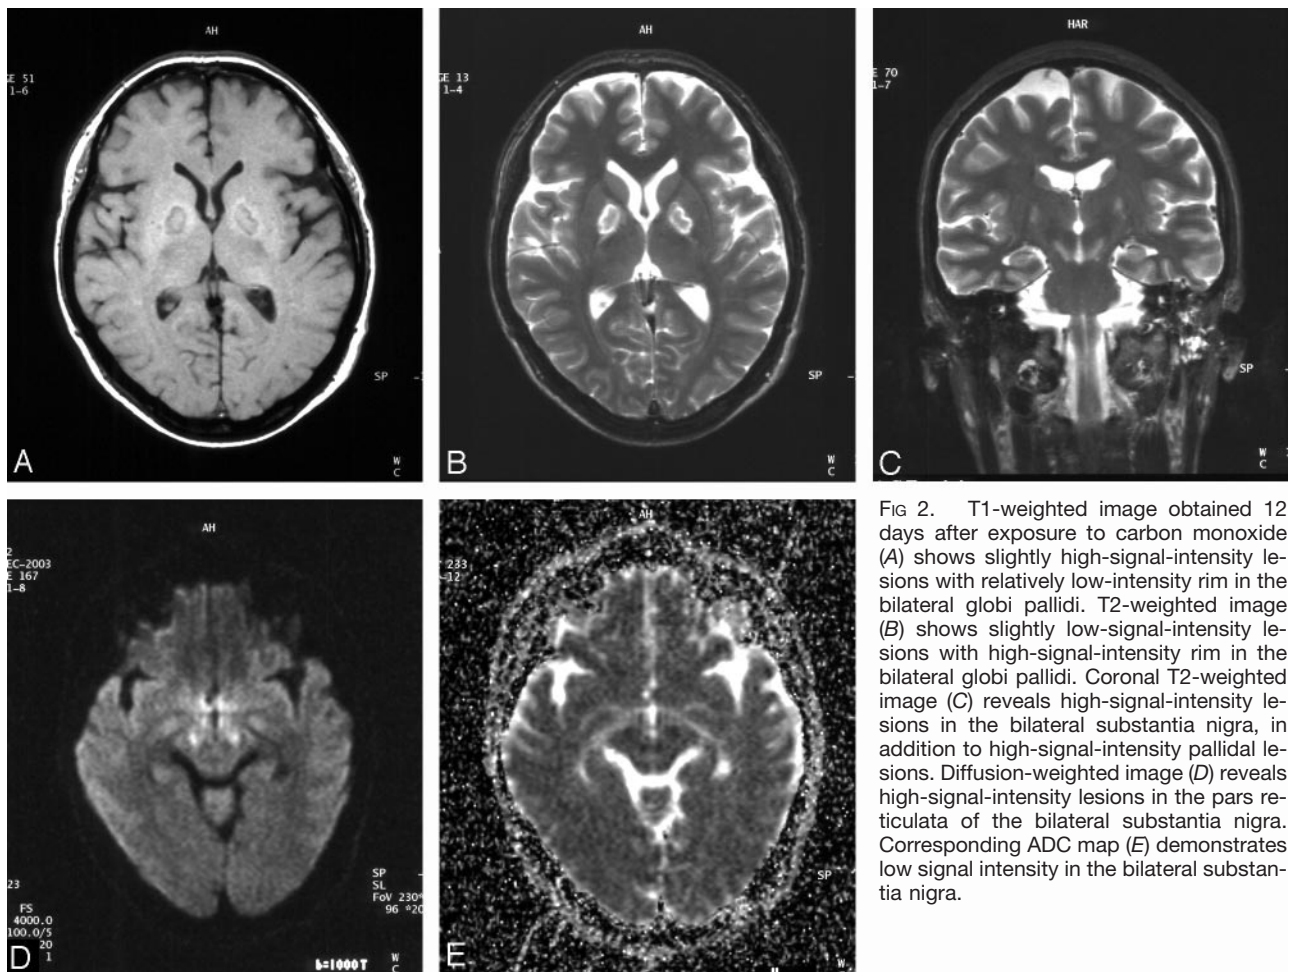 AH
GE 51
1-6
SP
W
C
A
AH
GE 13
1-4
SP
W
C
B
HAR
E 70
1-7
SP
W
C
C
AH
2
EC-2003
E 167
1-8
23
FS
4000.0
100.0/5
20
1
SP
SL
FoV 230*
96 *20
b=1000T
W
C
D
AH
233
-12
SP
W
E
FIG 2. T1-weighted image obtained 12
days after exposure to carbon monoxide
(A) shows slightly high-signal-intensity le-
sions with relatively low-intensity rim in the
bilateral globi pallidi. T2-weighted image
(B) shows slightly low-signal-intensity le-
sions with high-signal-intensity rim in the
bilateral globi pallidi. Coronal T2-weighted
image (C) reveals high-signal-intensity le-
sions in the bilateral substantia nigra, in
addition to high-signal-intensity pallidal le-
sions. Diffusion-weighted image (D) reveals
high-signal-intensity lesions in the pars re-
ticulata of the bilateral substantia nigra.
Corresponding ADC map (E) demonstrates
low signal intensity in the bilateral substan-
tia nigra.